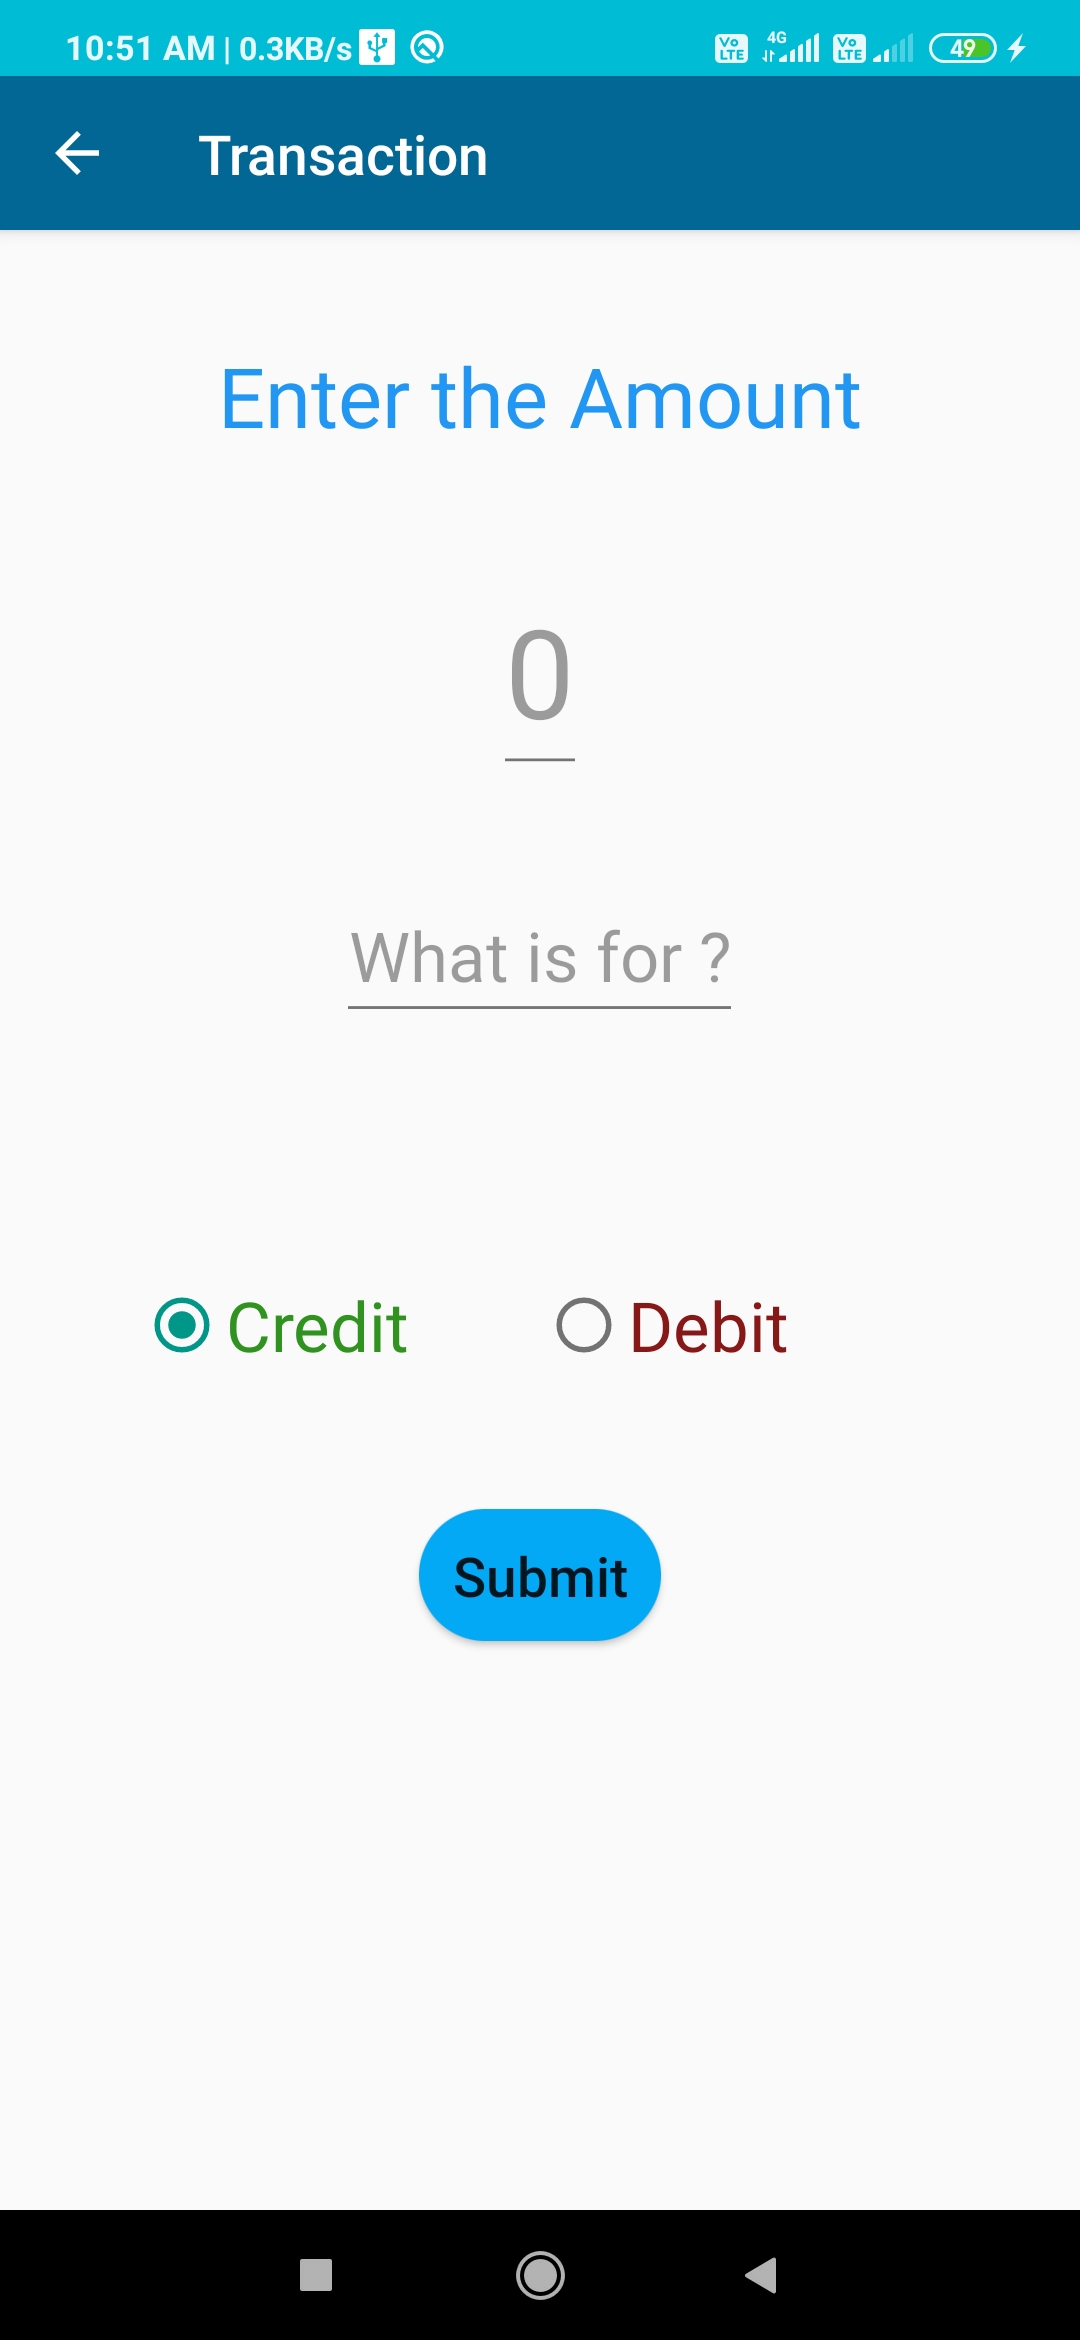 10:51 AM | 0.3KB/s Vo LTE 4G Vo LTE 49
Transaction
Enter the Amount
0
What is for ?
Credit Debit
Submit